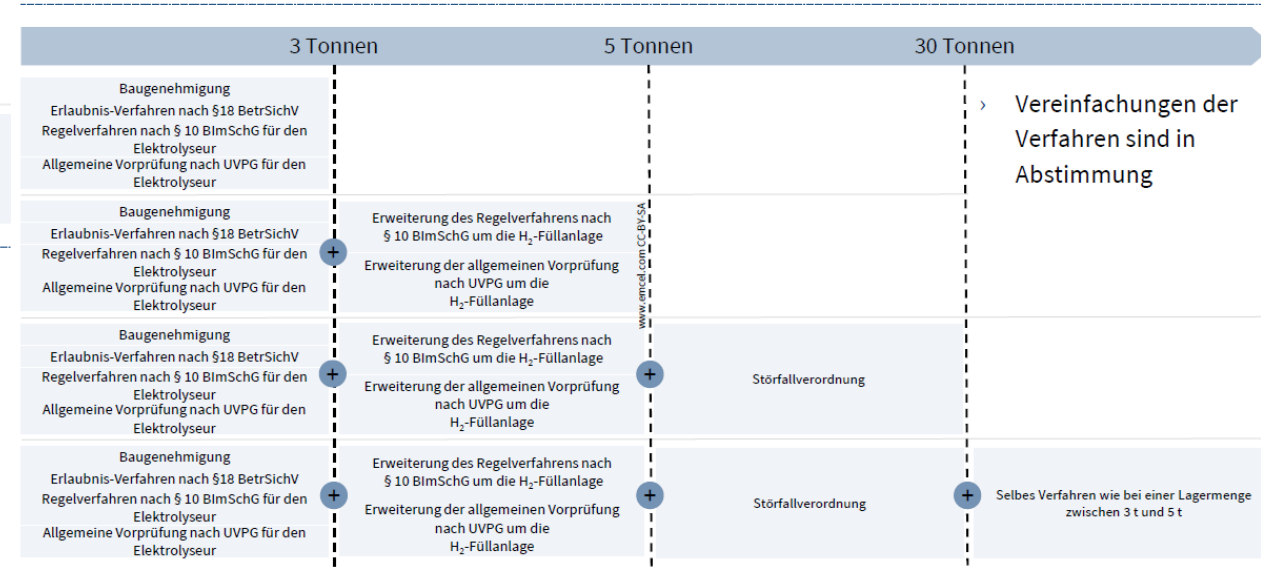 3 Tonnen
5 Tonnen
30 Tonnen
Baugenehmigung
Erlaubnis-Verfahren nach §18 BetrSichV
Regelverfahren nach § 10 BImSchG für den
Elektrolyseur
Allgemeine Vorprüfung nach UVPG für den
Elektrolyseur
› Vereinfachungen der
Verfahren sind in
Abstimmung
Baugenehmigung
Erlaubnis-Verfahren nach §18 BetrSichV
Regelverfahren nach § 10 BImSchG für den
Elektrolyseur
Allgemeine Vorprüfung nach UVPG für den
Elektrolyseur
+
Erweiterung des Regelverfahrens nach
§ 10 BImSchG um die H₂-Füllanlage
Erweiterung der allgemeinen Vorprüfung
nach UVPG um die
H₂-Füllanlage
www.emcel.com CC-BY-SA
Baugenehmigung
Erlaubnis-Verfahren nach §18 BetrSichV
Regelverfahren nach § 10 BImSchG für den
Elektrolyseur
Allgemeine Vorprüfung nach UVPG für den
Elektrolyseur
+
Erweiterung des Regelverfahrens nach
§ 10 BImSchG um die H₂-Füllanlage
Erweiterung der allgemeinen Vorprüfung
nach UVPG um die
H₂-Füllanlage
+
Störfallverordnung
Baugenehmigung
Erlaubnis-Verfahren nach §18 BetrSichV
Regelverfahren nach § 10 BImSchG für den
Elektrolyseur
Allgemeine Vorprüfung nach UVPG für den
Elektrolyseur
+
Erweiterung des Regelverfahrens nach
§ 10 BImSchG um die H₂-Füllanlage
Erweiterung der allgemeinen Vorprüfung
nach UVPG um die
H₂-Füllanlage
+
Störfallverordnung
+
Selbes Verfahren wie bei einer Lagermenge
zwischen 3 t und 5 t